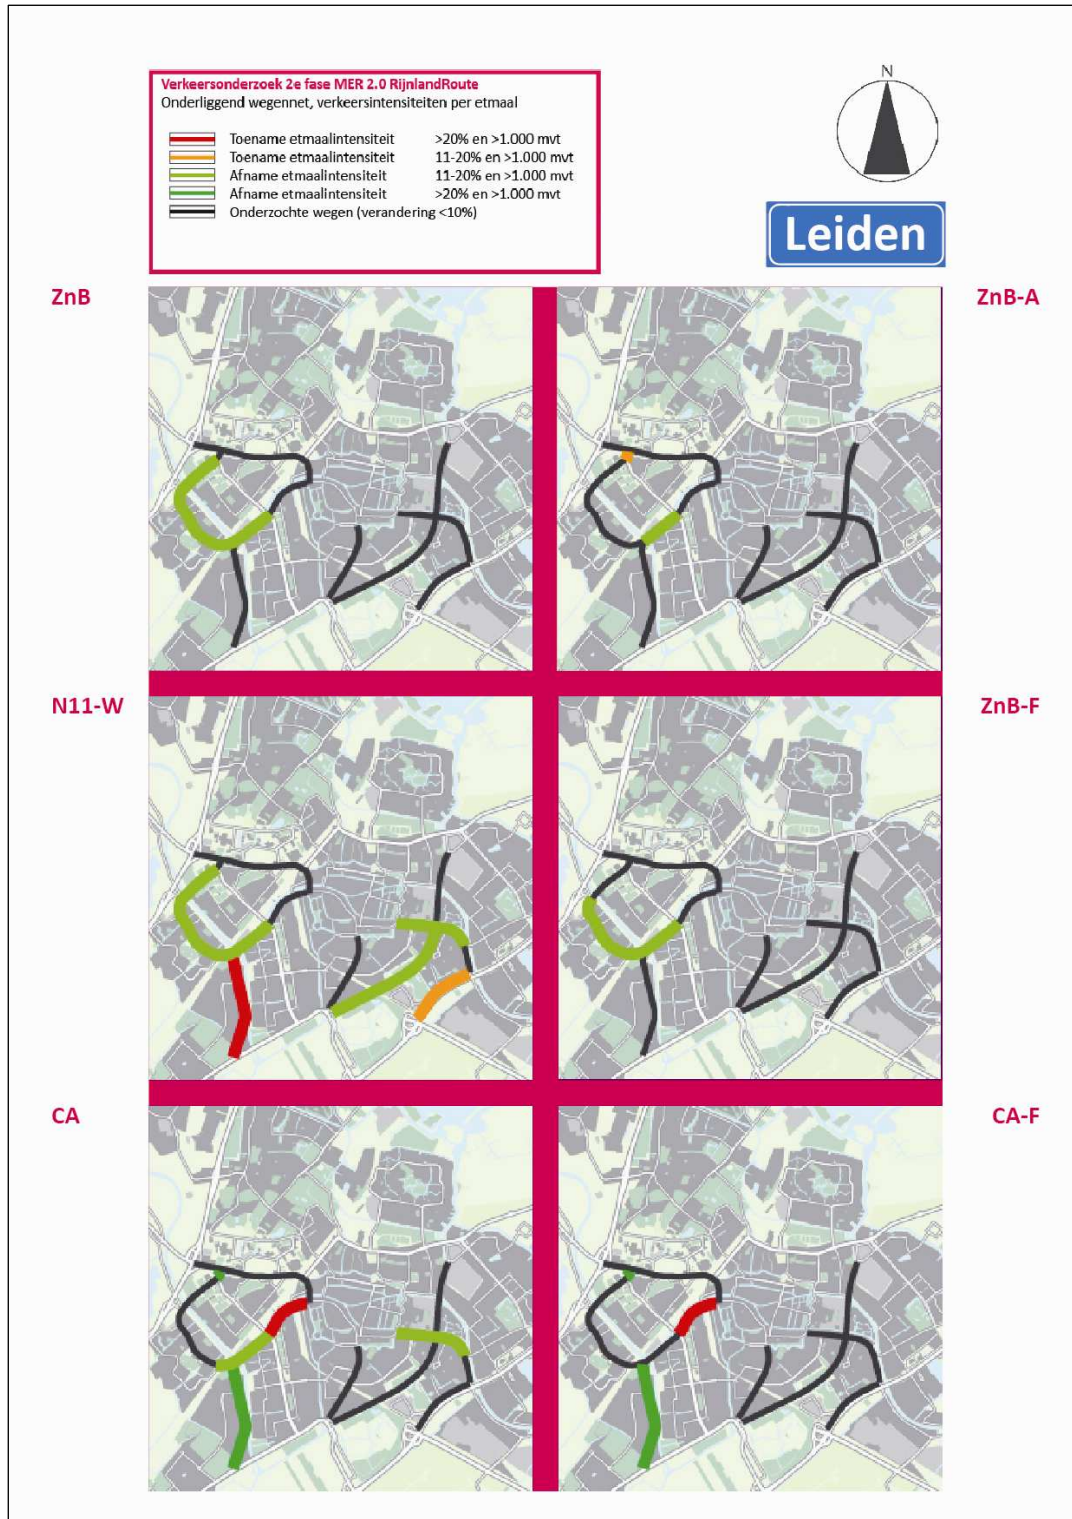 Verkeersonderzoek 2e fase MER 2.0 RijnlandRoute
Onderliggend wegennet, verkeersintensiteiten per etmaal
Toename etmaalintensiteit >20% en >1.000 mvt
Toename etmaalintensiteit 11-20% en >1.000 mvt
Afname etmaalintensiteit 11-20% en >1.000 mvt
Afname etmaalintensiteit >20% en >1.000 mvt
Onderzochte wegen (verandering <10%)
N
Leiden
ZnB
ZnB-A
N11-W
ZnB-F
CA
CA-F